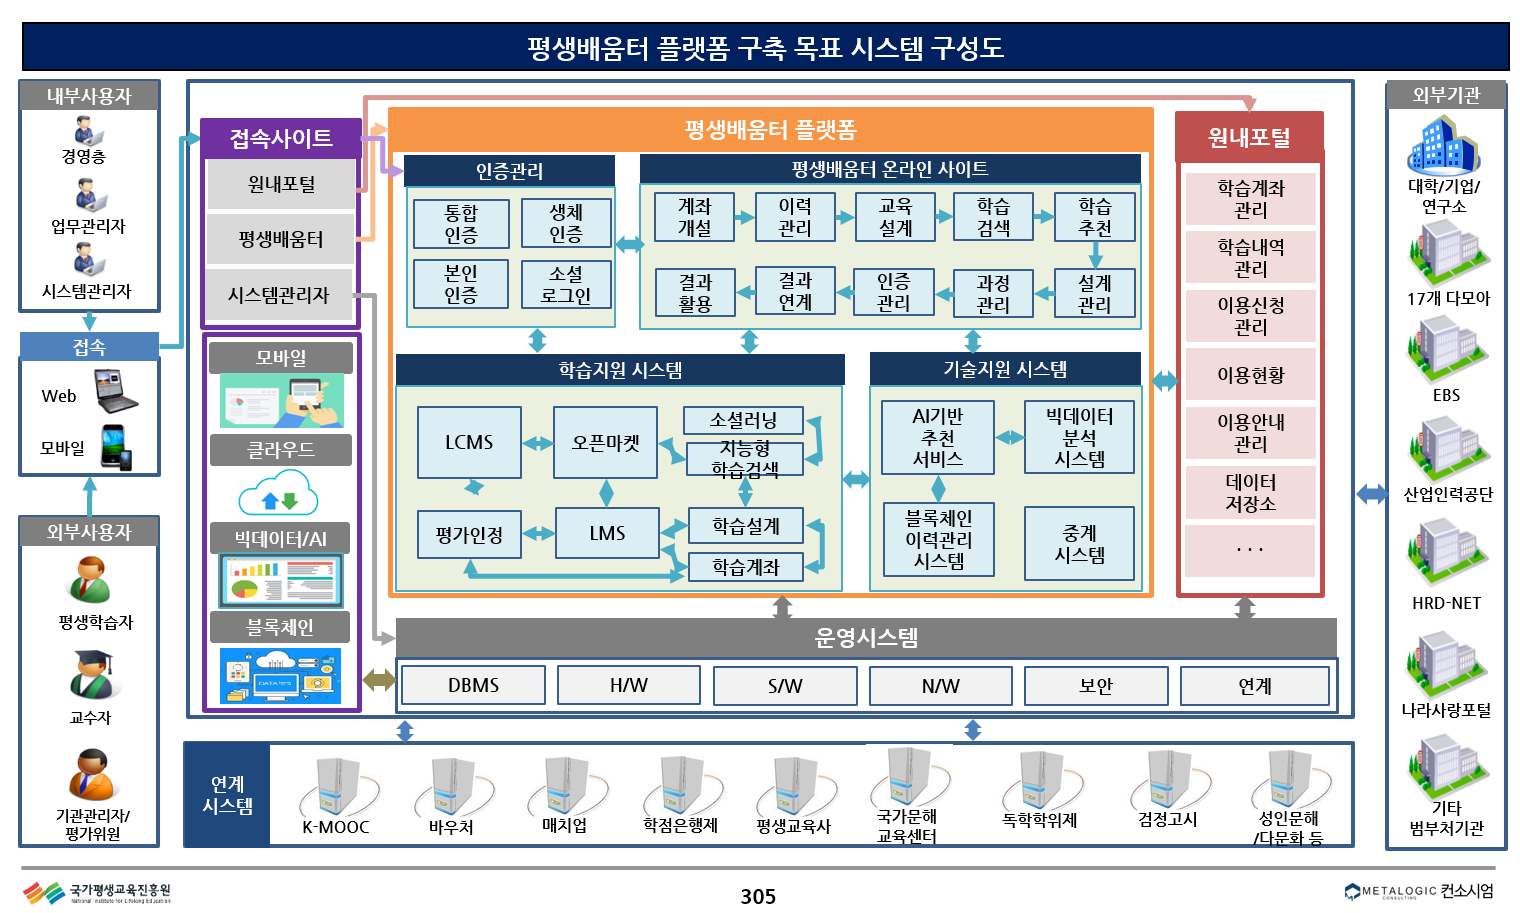 평생배움터 플랫폼 구축 목표 시스템 구성도
내부사용자
경영층
업무관리자
시스템관리자
접속
Web
모바일
외부사용자
평생학습자
교수자
기관관리자/
평가위원
접속사이트
원내포털
평생배움터
시스템관리자
모바일
클라우드
빅데이터/AI
블록체인
평생배움터 플랫폼
인증관리
통합
인증
생체
인증
본인
인증
소셜
로그인
평생배움터 온라인 사이트
계좌
개설
이력
관리
교육
설계
학습
검색
학습
추천
결과
활용
결과
연계
인증
관리
과정
관리
설계
관리
학습지원 시스템
LCMS
오픈마켓
소셜러닝
지능형
학습검색
평가인정
LMS
학습설계
학습계좌
기술지원 시스템
AI기반
추천
서비스
빅데이터
분석
시스템
블록체인
이력관리
시스템
중계
시스템
원내포털
학습계좌
관리
학습내역
관리
이용신청
관리
이용현황
이용안내
관리
데이터
저장소
. . .
운영시스템
DBMS
H/W
S/W
N/W
보안
연계
연계
시스템
K-MOOC
바우처
매치업
학점은행제
평생교육사
국가문해
교육센터
독학학위제
검정고시
성인문해
/다문화 등
외부기관
대학/기업/
연구소
17개 다모아
EBS
산업인력공단
HRD-NET
나라사랑포털
기타
범부처기관
국가평생교육진흥원
National Institute for Lifelong Education
305
METALOGIC 컨소시엄
CONSULTING